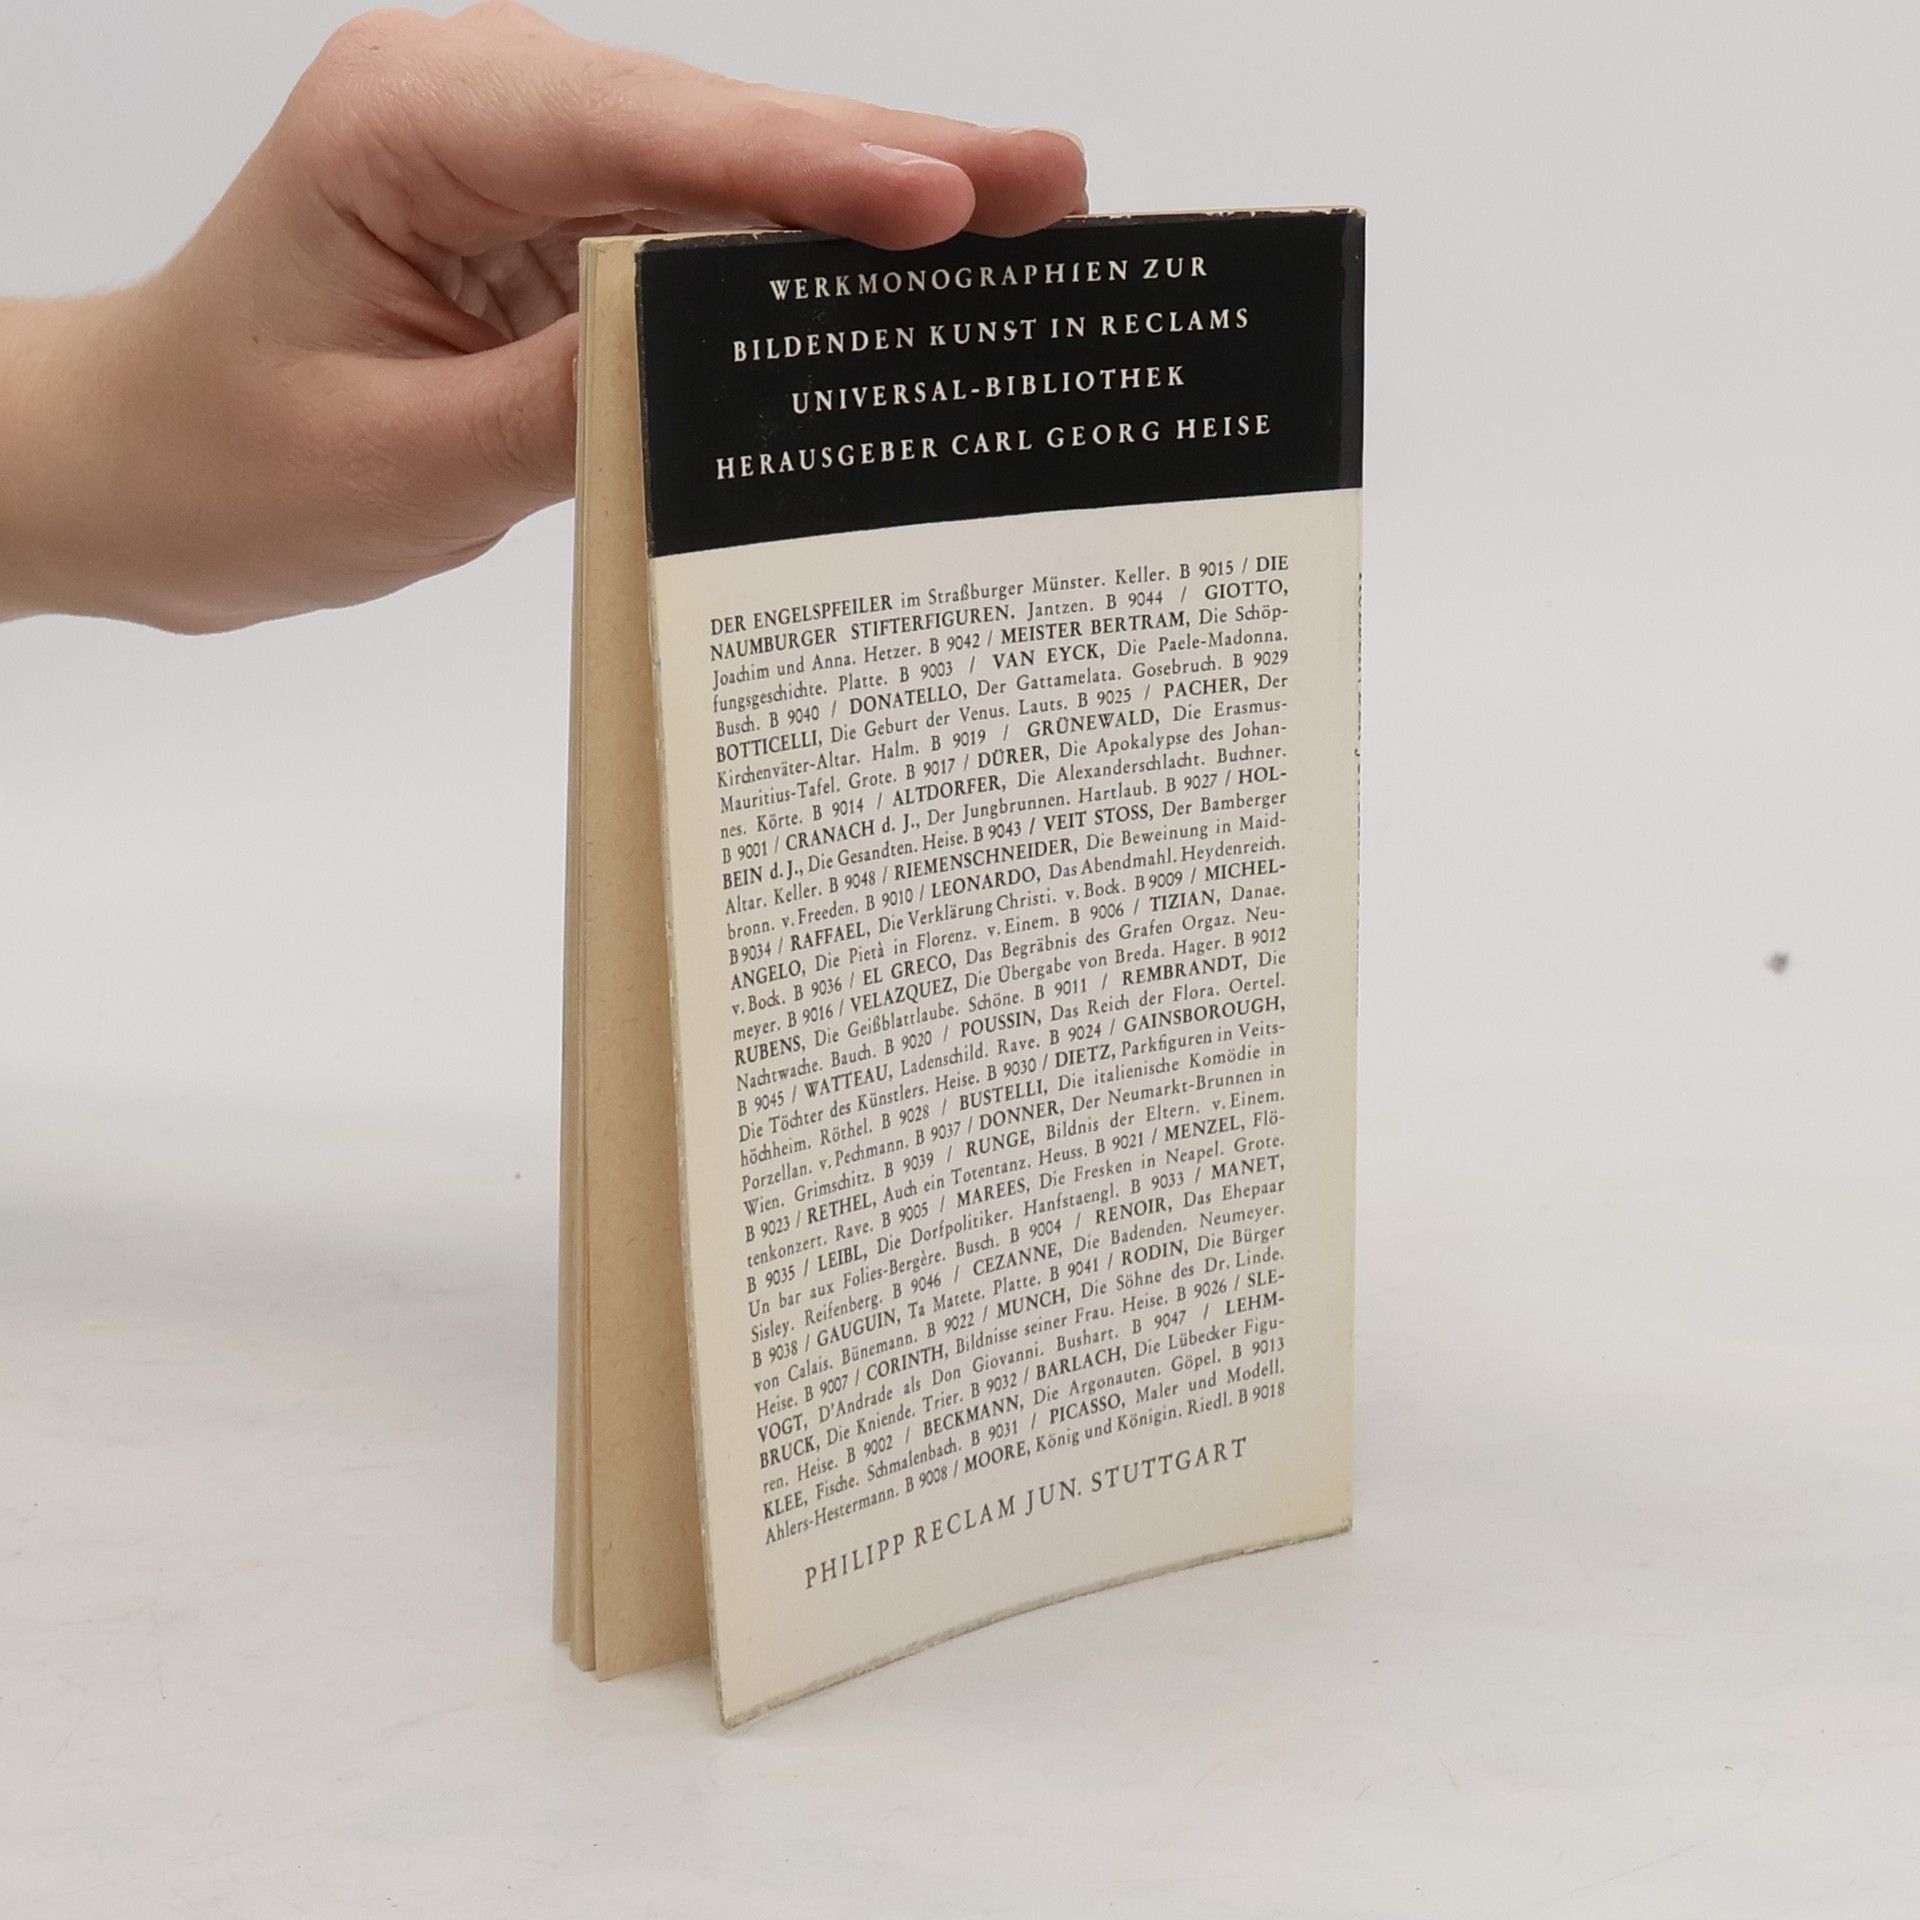 WERKMONOGRAPHIEN ZUR
BILDENDEN KUNST IN RECLAMS
UNIVERSAL-BIBLIOTHEK
HERAUSGEBER CARL GEORG HEISE
DER ENGELSPFEILER im Straßburger Münster. Keller. B 9015 / DIE
NAUMBURGER STIFTERFIGUREN. Jantzen. B 9044 / GIOTTO,
Joachim und Anna. Hetzer. B 9042 / MEISTER BERTRAM, Die Schöp-
fungsgeschichte. Platte. B 9003 / VAN EYCK, Die Paele-Madonna.
Busch. B 9040 / DONATELLO, Der Gattamelata. Gosebruch. B 9029
BOTTICELLI, Die Geburt der Venus. Lauts. B 9025 / PACHER, Der
Kirchenväter-Altar. Halm. B 9019 / GRÜNEWALD, Die Erasmus-
Mauritius-Tafel. Grote. B 9017 / DÜRER, Die Apokalypse des Johan-
nes. Körte. B 9014 / ALTDORFER, Die Alexanderschlacht. Buchner.
B 9001 / CRANACH d. J., Der Jungbrunnen. Hartlaub. B 9027 / HOL-
BEIN d. J., Die Gesandten. Heise. B 9043 / VEIT STOSS, Der Bamberger
Altar. Keller. B 9048 / RIEMENSCHNEIDER, Die Beweinung in Maid-
bronn. v. Freeden. B 9010 / LEONARDO, Das Abendmahl. Heydenreich.
B 9034 / RAFFAEL, Die Verklärung Christi. v. Bock. B 9009 / MICHEL-
ANGELO, Die Pietà in Florenz. v. Einem. B 9006 / TIZIAN, Danae.
v. Bock. B 9036 / EL GRECO, Das Begräbnis des Grafen Orgaz. Neu-
meyer. B 9016 / VELAZQUEZ, Die Übergabe von Breda. Hager. B 9012
RUBENS, Die Geißblattlaube. Schöne. B 9011 / REMBRANDT, Die
Nachtwache. Bauch. B 9020 / POUSSIN, Das Reich der Flora. Oertel.
B 9045 / WATTEAU, Ladenschild. Rave. B 9024 / GAINSBOROUGH,
Die Töchter des Künstlers. Heise. B 9030 / DIETZ, Parkfiguren in Veits-
höchheim. Röthel. B 9028 / BUSTELLI, Die italienische Komödie in
Porzellan. v. Pechmann. B 9037 / DONNER, Der Neumarkt-Brunnen in
Wien. Grimschitz. B 9039 / RUNGE, Bildnis der Eltern. v. Einem.
B 9023 / RETHEL, Auch ein Totentanz. Heuss. B 9021 / MENZEL, Flö-
tenkonzert. Rave. B 9005 / MAREES, Die Fresken in Neapel. Grote.
B 9035 / LEIBL, Die Dorfpolitiker. Hanfstaengl. B 9033 / MANET,
Un bar aux Folies-Bergère. Busch. B 9004 / RENOIR, Das Ehepaar
Sisley. Reifenberg. B 9046 / CEZANNE, Die Badenden. Neumeyer.
B 9038 / GAUGUIN, Ta Matete. Platte. B 9041 / RODIN, Die Bürger
von Calais. Bünemann. B 9022 / MUNCH, Die Söhne des Dr. Linde.
Heise. B 9007 / CORINTH, Bildnisse seiner Frau. Heise. B 9026 / SLE-
VOGT, D'Andrade als Don Giovanni. Bushart. B 9047 / LEHM-
BRUCK, Die Kniende. Trier. B 9032 / BARLACH, Die Lübecker Figu-
ren. Heise. B 9002 / BECKMANN, Die Argonauten. Göpel. B 9013
KLEE, Fische. Schmalenbach. B 9031 / PICASSO, Maler und Modell.
Ahlers-Hestermann. B 9008 / MOORE, König und Königin. Riedl. B 9018
PHILIPP RECLAM JUN. STUTTGART